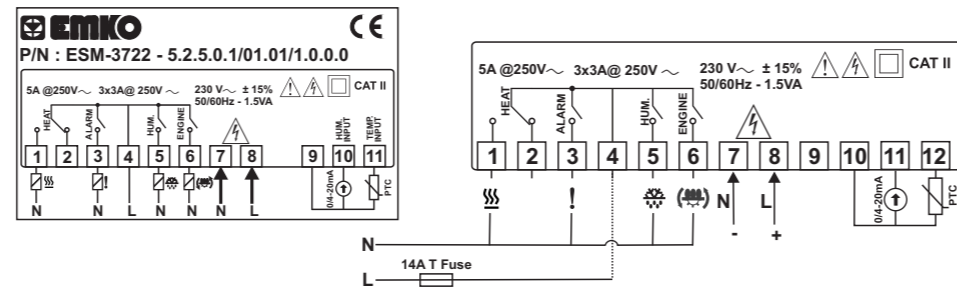 EMKO CE
P/N : ESM-3722 - 5.2.5.0.1/01.01/1.0.0.0
5A @250V~ 3x3A@ 250V ~ 230 V~ ± 15% CAT II
50/60Hz - 1.5VA
HEAT ALARM HUM. ENGINE HUM. INPUT TEMP. INPUT
1 2 3 4 5 6 7 8 9 10 11
0/4-20mA PTC
N N L N N N L
5A @250V ~ 3x3A@ 250V ~ 230 V~ ± 15% CAT II
50/60Hz - 1.5VA
HEAT ALARM HUM. ENGINE
1 2 3 4 5 6 7 8 9 10 11 12
! N L 0/4-20mA PTC
- +
N
14A T Fuse
L